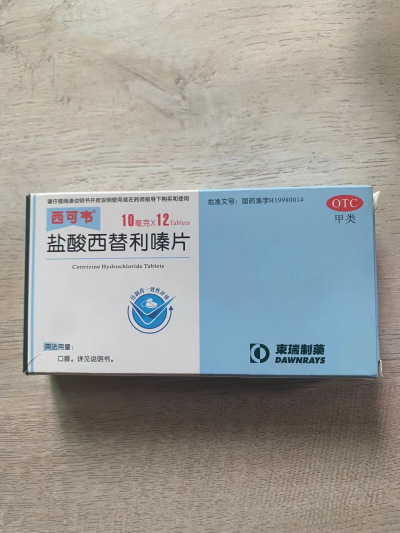 请仔细阅读说明书并按说明使用或在药师指导下购买和使用
批准文号：国药准字H19980014
OTC
甲类
西可韦
10毫克×12 Tablets
盐酸西替利嗪片
Cetirizine Hydrochloride Tablets
仿制药一致性评价
用法用量：
口服。详见说明书。
東瑞制藥
DAWNRAYS